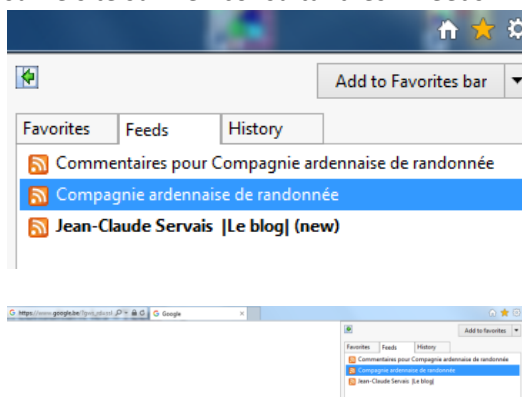 Add to Favorites bar
Favorites Feeds History
Commentaires pour Compagnie ardennaise de randonnée
Compagnie ardennaise de randonnée
Jean-Claude Servais |Le blog| (new)
Google
Add to favorites
Favorites Feeds History
Commentaires pour Compagnie ardennaise de randonnée
Compagnie ardennaise de randonnée
Jean-Claude Servais |Le blog|